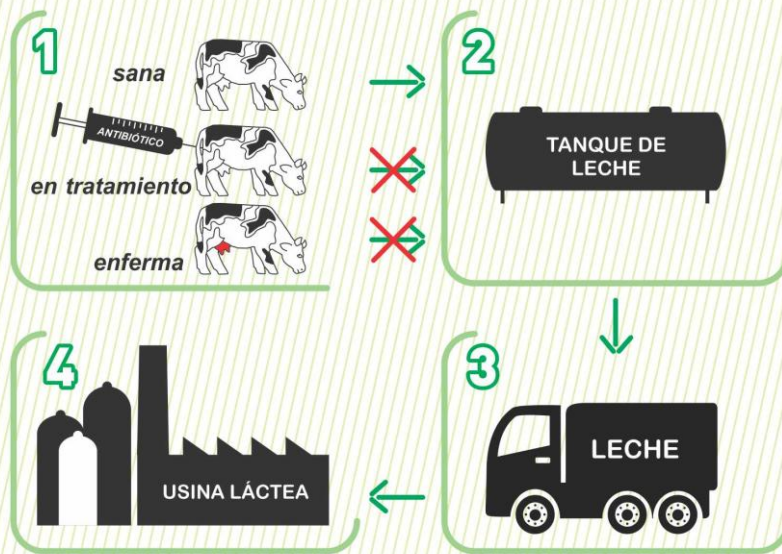 1
sana
ANTIBIÓTICO
en tratamiento
enferma
2
TANQUE DE
LECHE
3
LECHE
4
USINA LÁCTEA